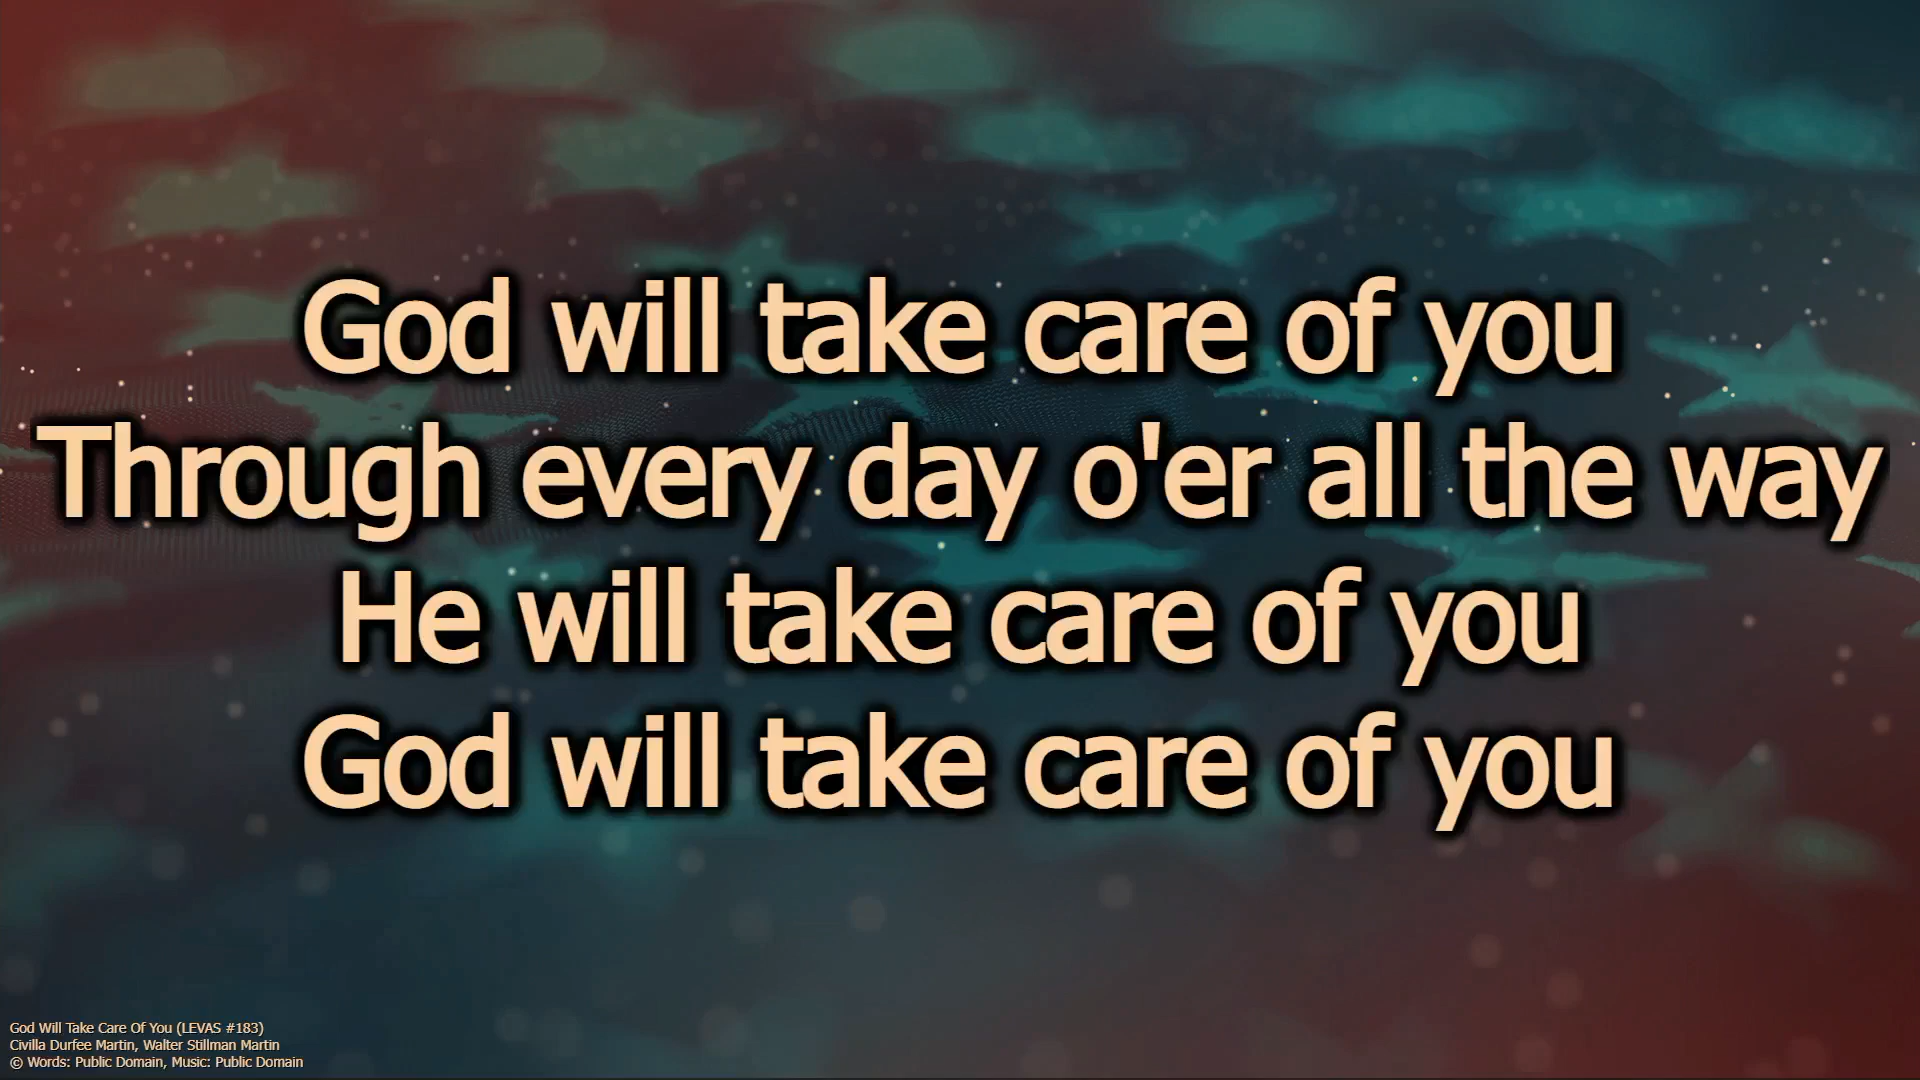 God will take care of you
Through every day o'er all the way
He will take care of you
God will take care of you
God Will Take Care Of You (LEVAS #183)
Civilla Durfee Martin, Walter Stillman Martin
© Words: Public Domain, Music: Public Domain